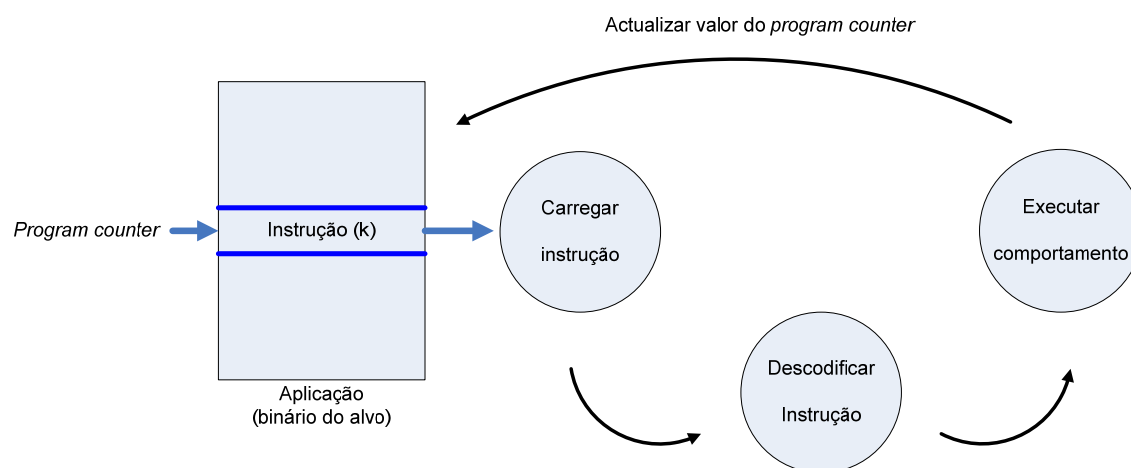 Actualizar valor do program counter
Program counter
Instrução (k)
Carregar
instrução
Executar
comportamento
Descodificar
Instrução
Aplicação
(binário do alvo)